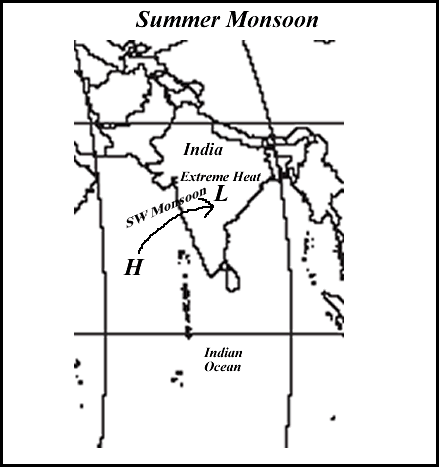 Summer Monsoon
India
Extreme Heat
L
SW Monsoon
H
Indian
Ocean